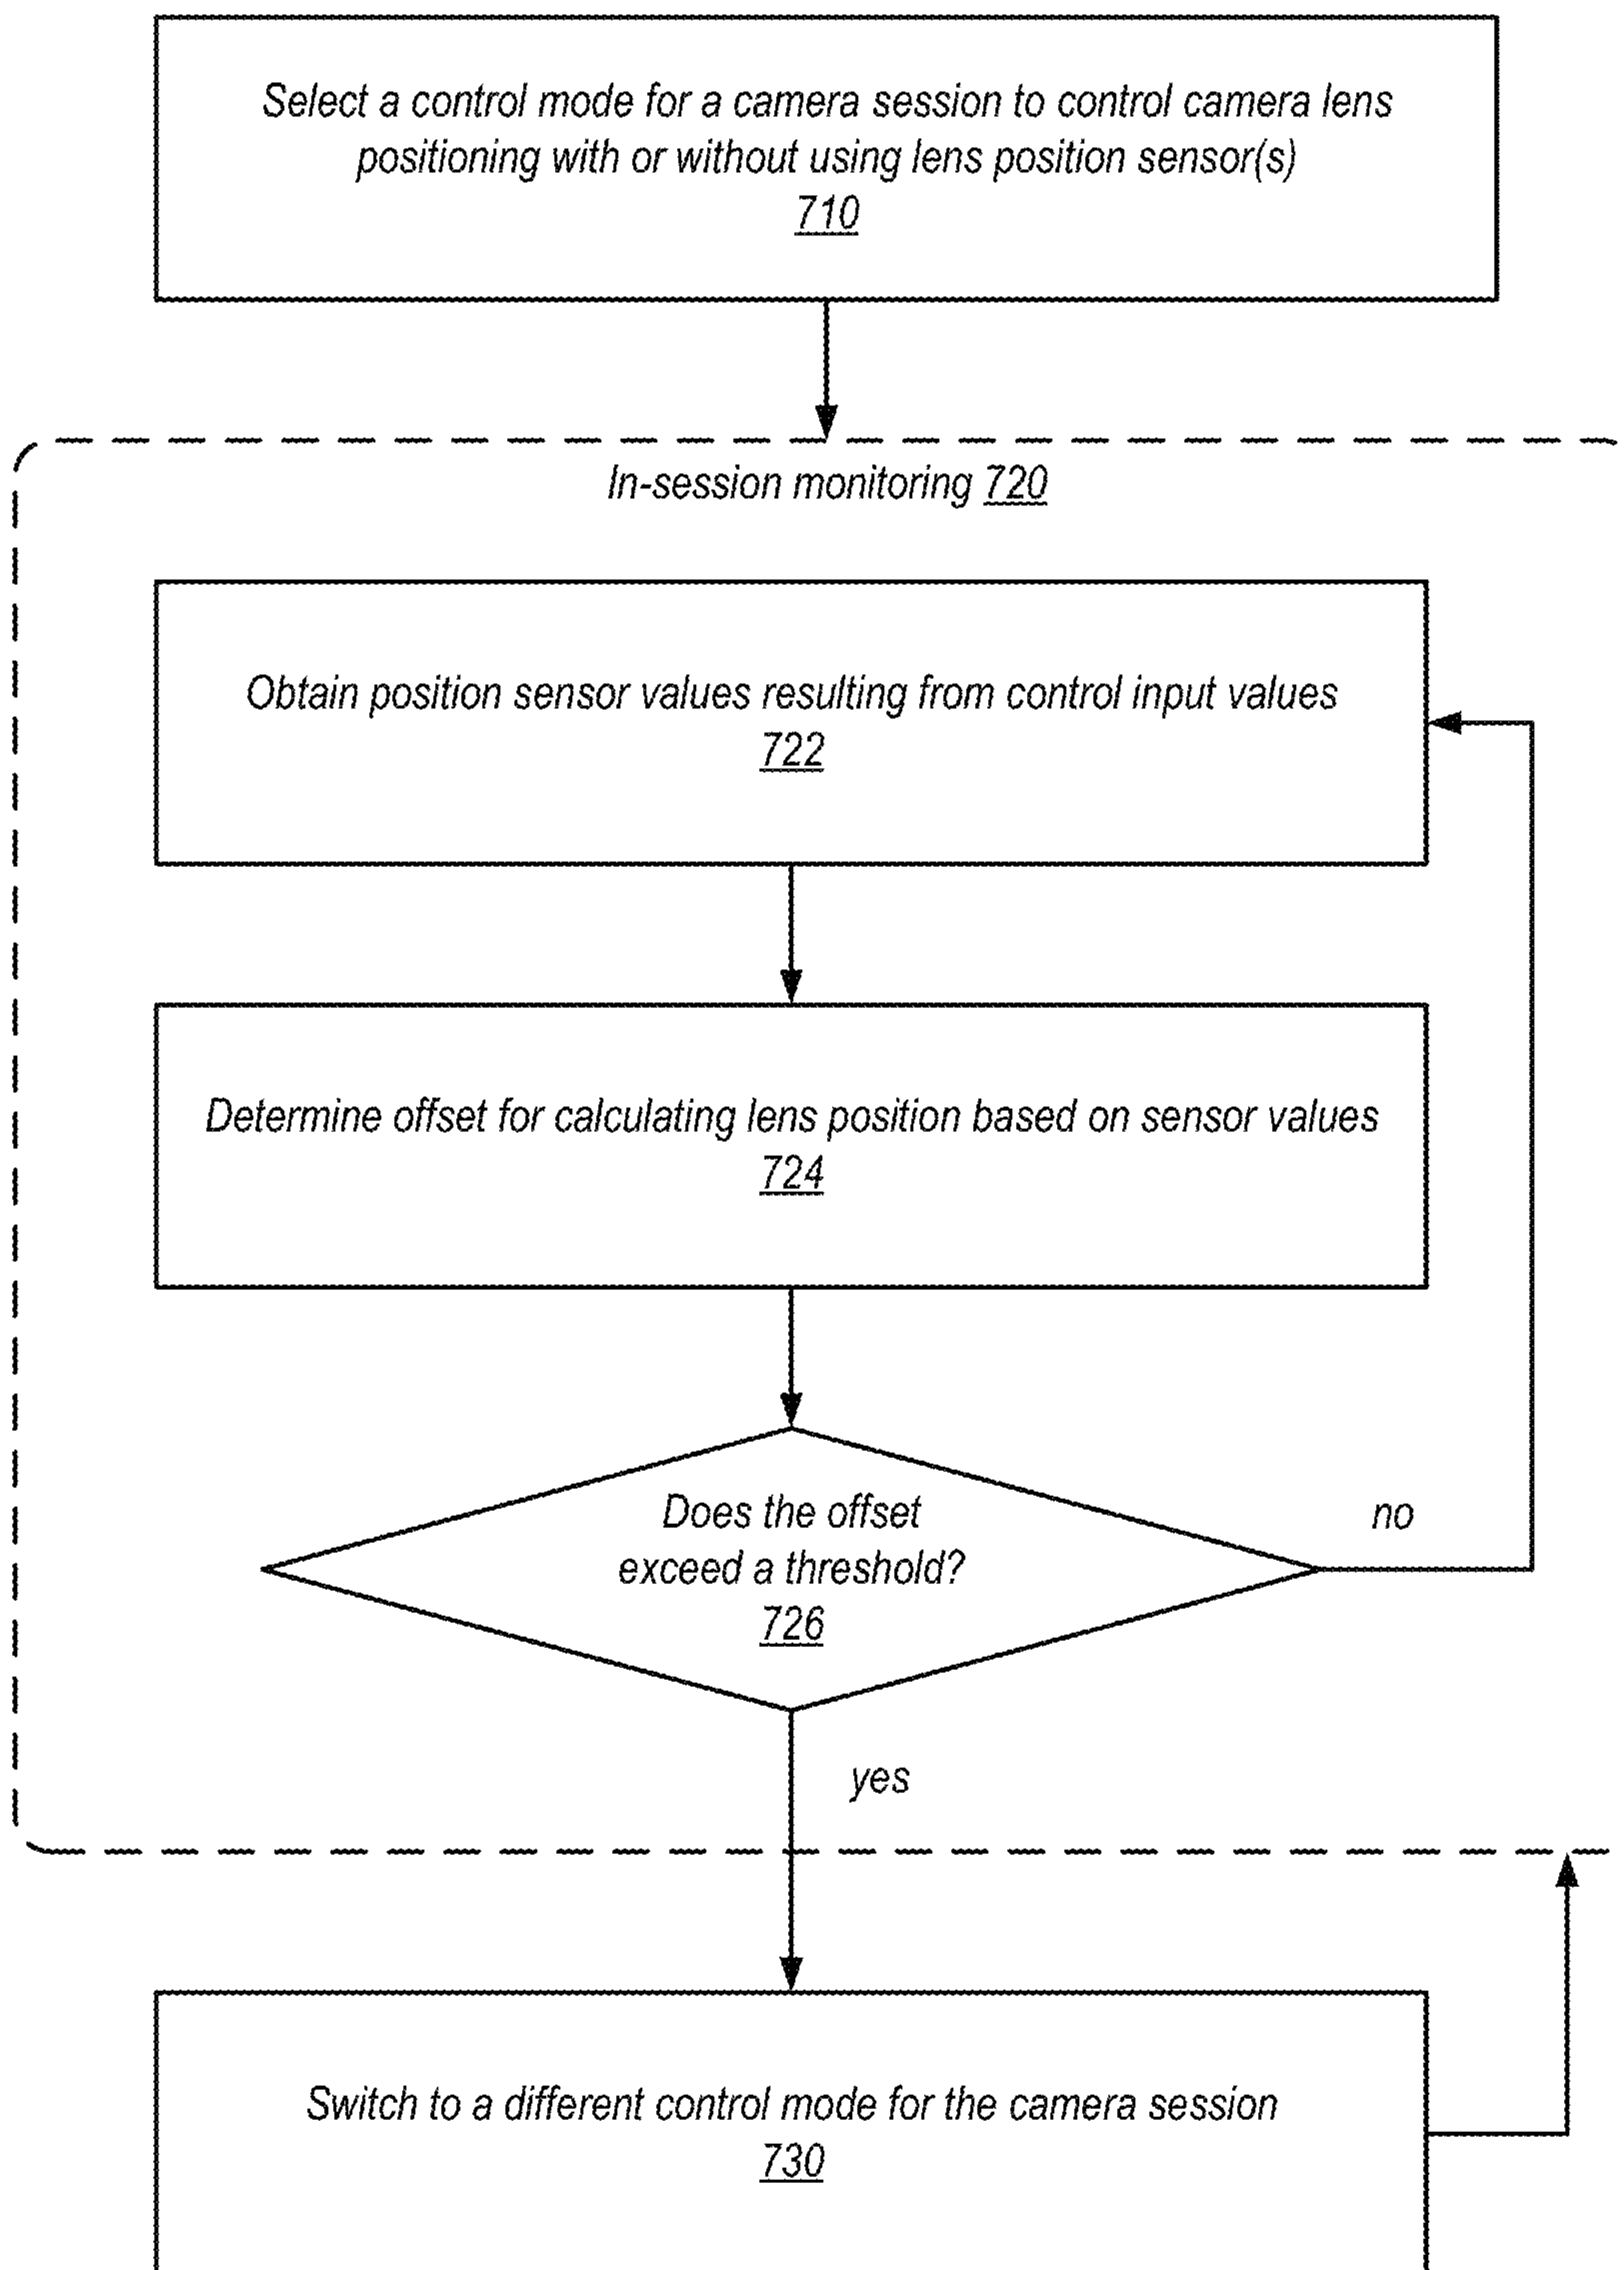 Select a control mode for a camera session to control camera lens
positioning with or without using lens position sensor(s)
710
In-session monitoring 720
Obtain position sensor values resulting from control input values
722
Determine offset for calculating lens position based on sensor values
724
Does the offset
exceed a threshold?
726
no
yes
Switch to a different control mode for the camera session
730